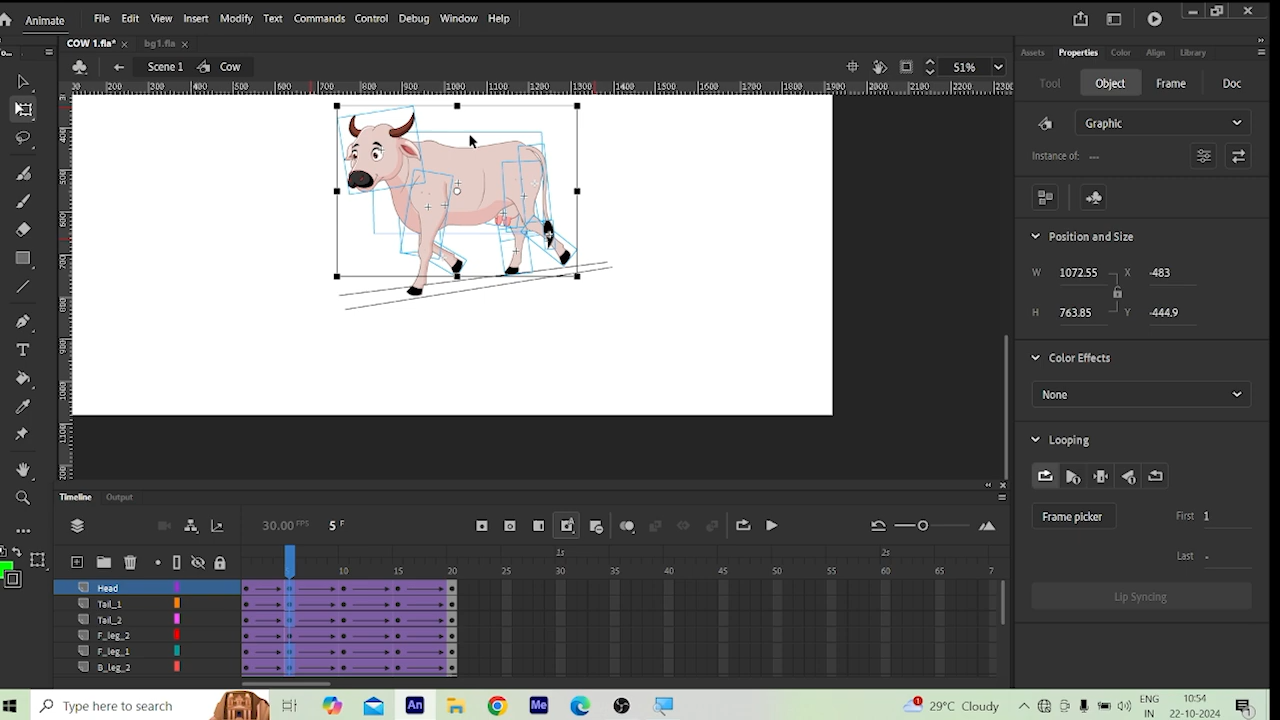 Animate File Edit View Insert Modify Text Commands Control Debug Window Help
COW 1.fla* × bg1.fla ×
Assets Properties Color Align Library
Scene 1 Cow 51%
Tool Object Frame Doc
Graphic
Instance of: ---
Position and Size
W 1072.55 X -483
H 763.85 Y -444.9
Color Effects
None
Looping
Frame picker First 1
Last -
Lip Syncing
Timeline Output
30.00 FPS 5 F
1s 2s
10 15 20 25 30 35 40 45 50 55 60 65 7
Head
Tail_1
Tail_2
F_leg_2
F_leg_1
B_leg_2
Type here to search
An Me
29°C Cloudy
ENG
IN
10:54
22-10-2024